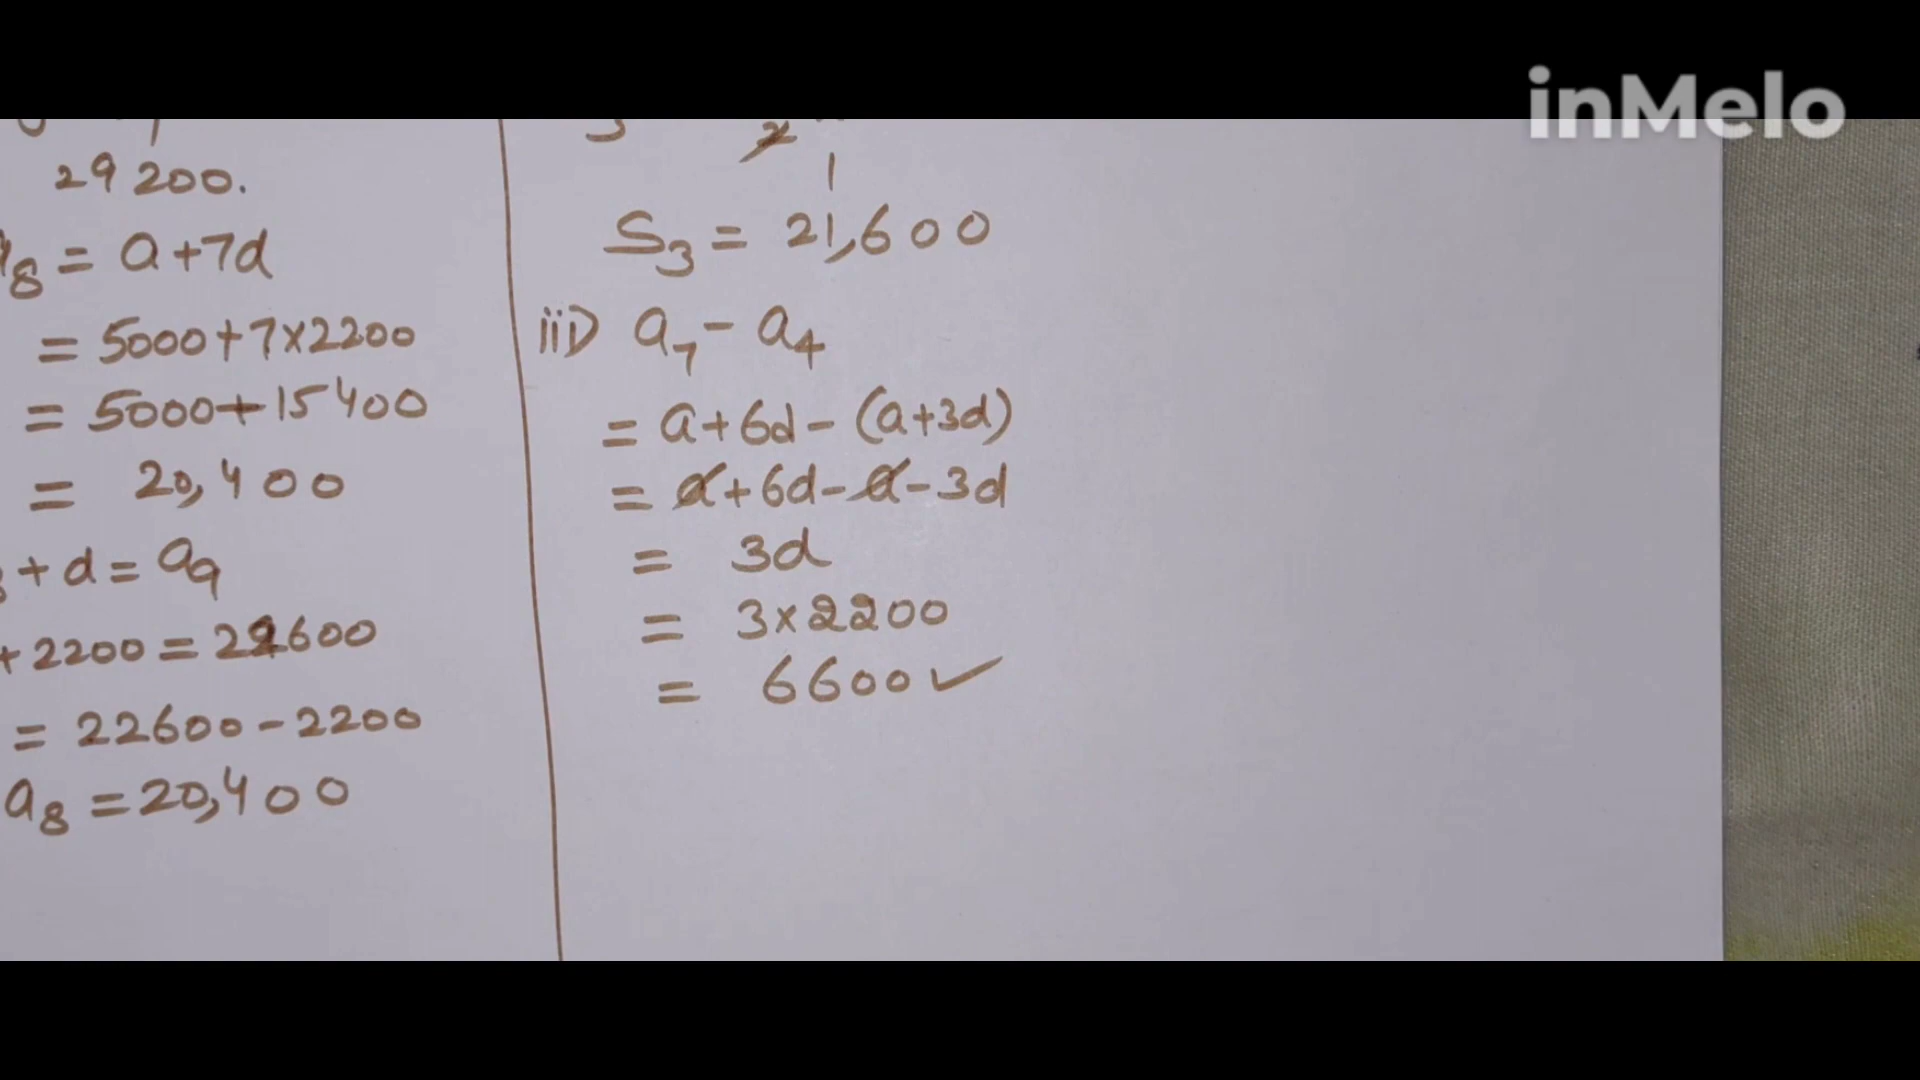 inMelo
29200.
8 = a+7d
= 5000+7×2200
= 5000+15400
= 20,400
+ d = a9
+ 2200 = 22600
= 22600-2200
a8 = 20,400
S3 = 21,600
iii) a7 - a4
= a+6d - (a+3d)
= a+6d-a-3d
= 3d
= 3×2200
= 6600 ✓